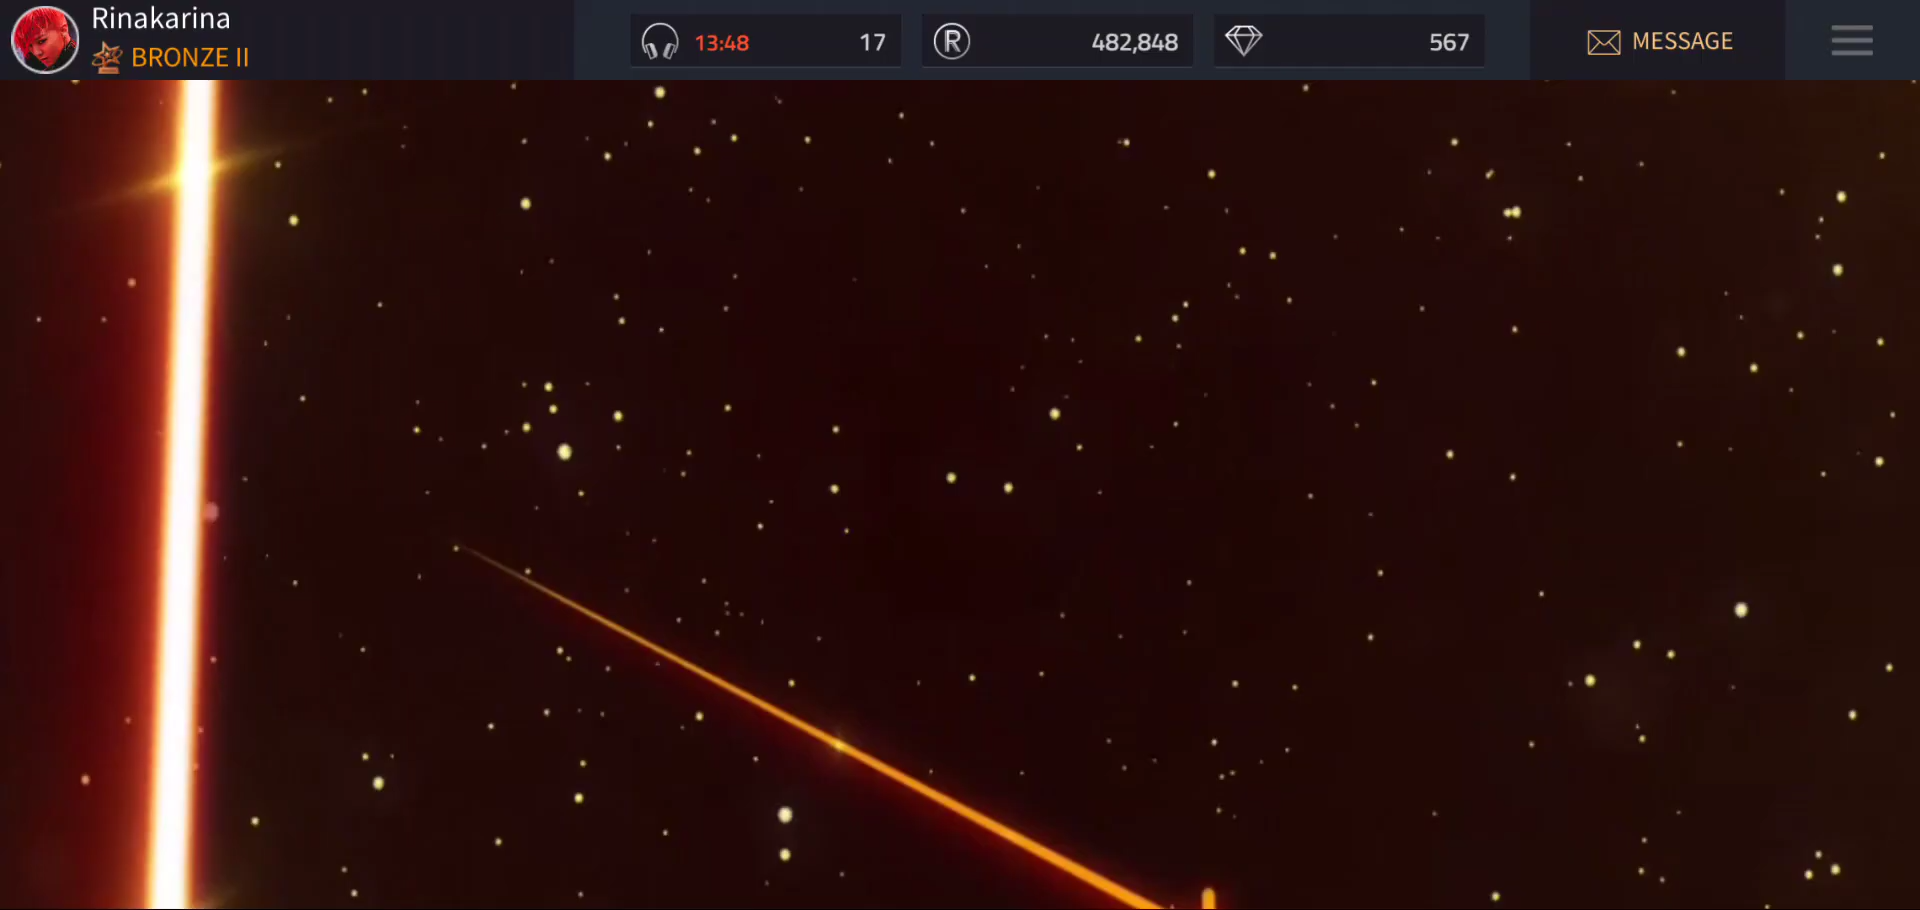 Rinakarina
BRONZE II
13:48 17
R 482,848
567
MESSAGE